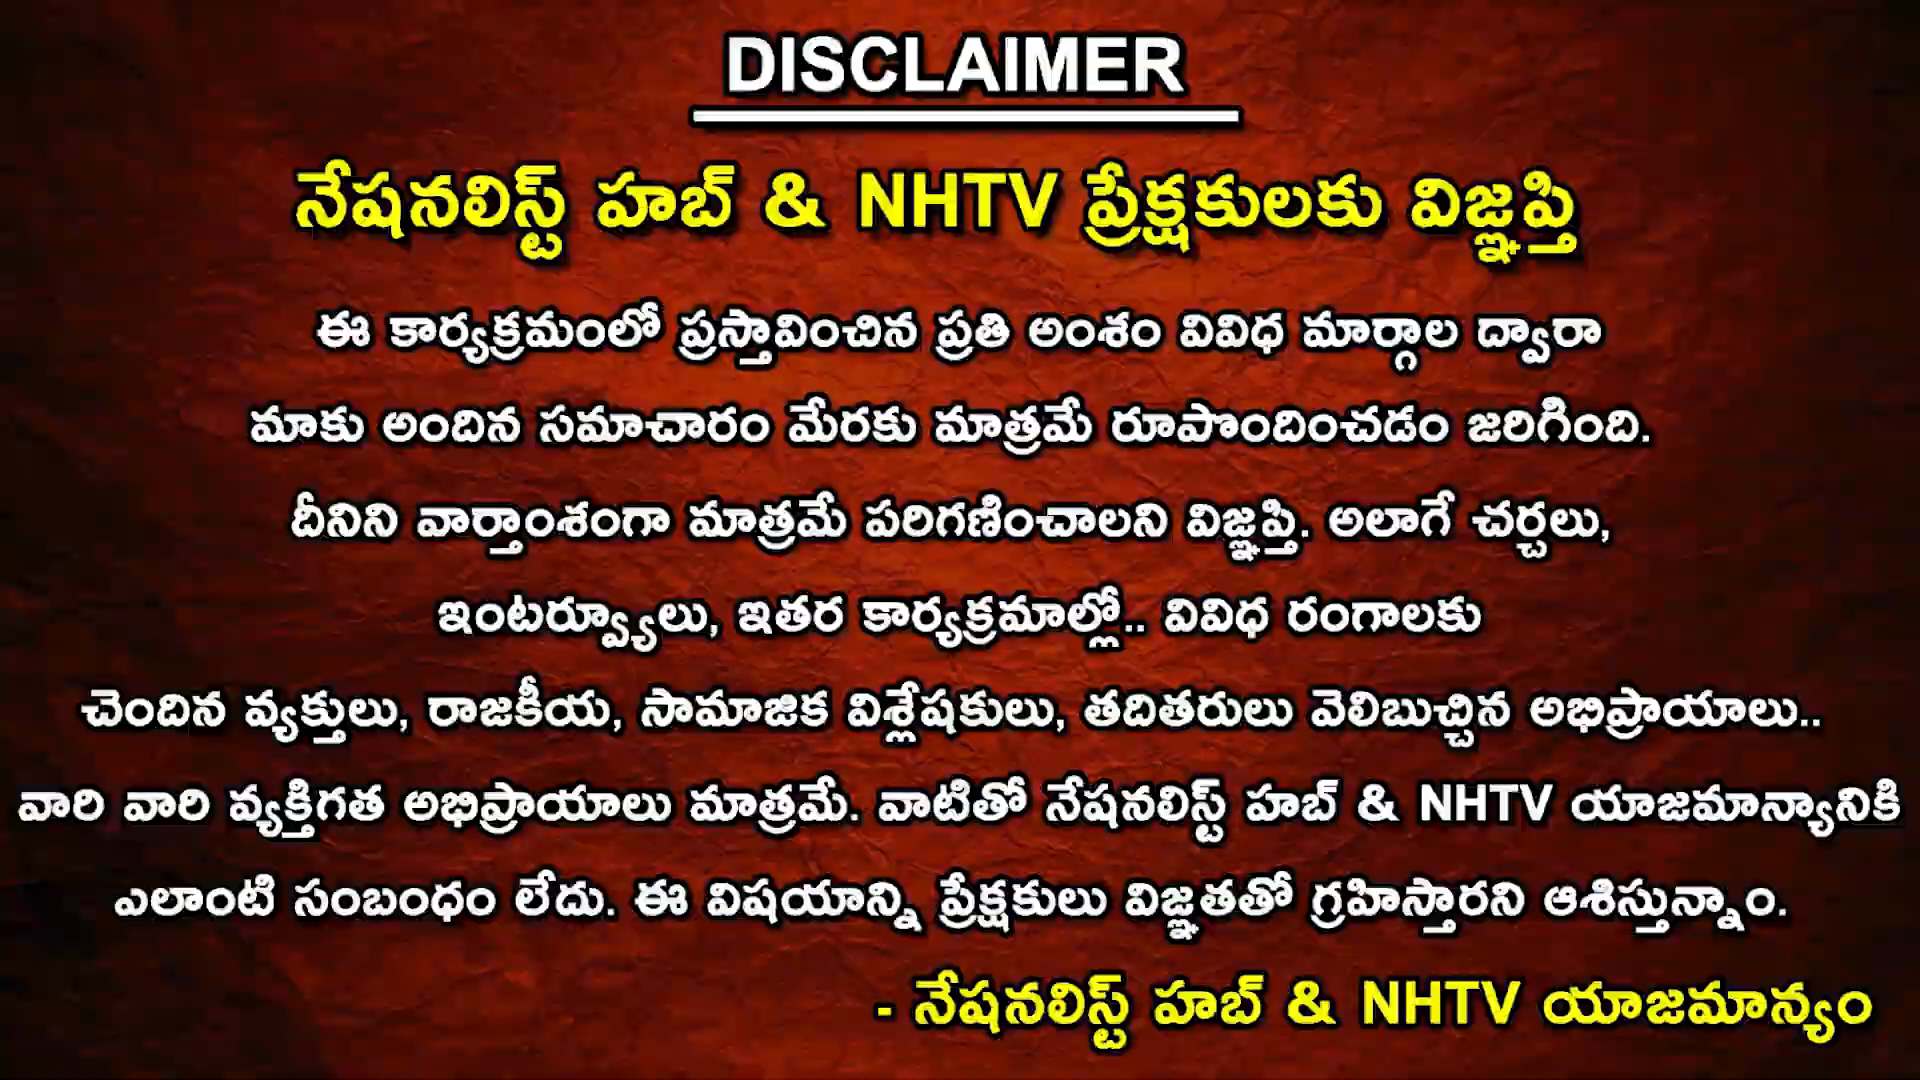 DISCLAIMER
నేషనలిస్ట్ హబ్ & NHTV ప్రేక్షకులకు విజ్ఞప్తి
ఈ కార్యక్రమంలో ప్రస్తావించిన ప్రతి అంశం వివిధ మార్గాల ద్వారా
మాకు అందిన సమాచారం మేరకు మాత్రమే రూపొందించడం జరిగింది.
దీనిని వార్తాంశంగా మాత్రమే పరిగణించాలని విజ్ఞప్తి. అలాగే చర్చలు,
ఇంటర్వ్యూలు, ఇతర కార్యక్రమాల్లో.. వివిధ రంగాలకు
చెందిన వ్యక్తులు, రాజకీయ, సామాజిక విశ్లేషకులు, తదితరులు వెలిబుచ్చిన అభిప్రాయాలు..
వారి వారి వ్యక్తిగత అభిప్రాయాలు మాత్రమే. వాటితో నేషనలిస్ట్ హబ్ & NHTV యాజమాన్యానికి
ఎలాంటి సంబంధం లేదు. ఈ విషయాన్ని ప్రేక్షకులు విజ్ఞతతో గ్రహిస్తారని ఆశిస్తున్నాం.
- నేషనలిస్ట్ హబ్ & NHTV యాజమాన్యం